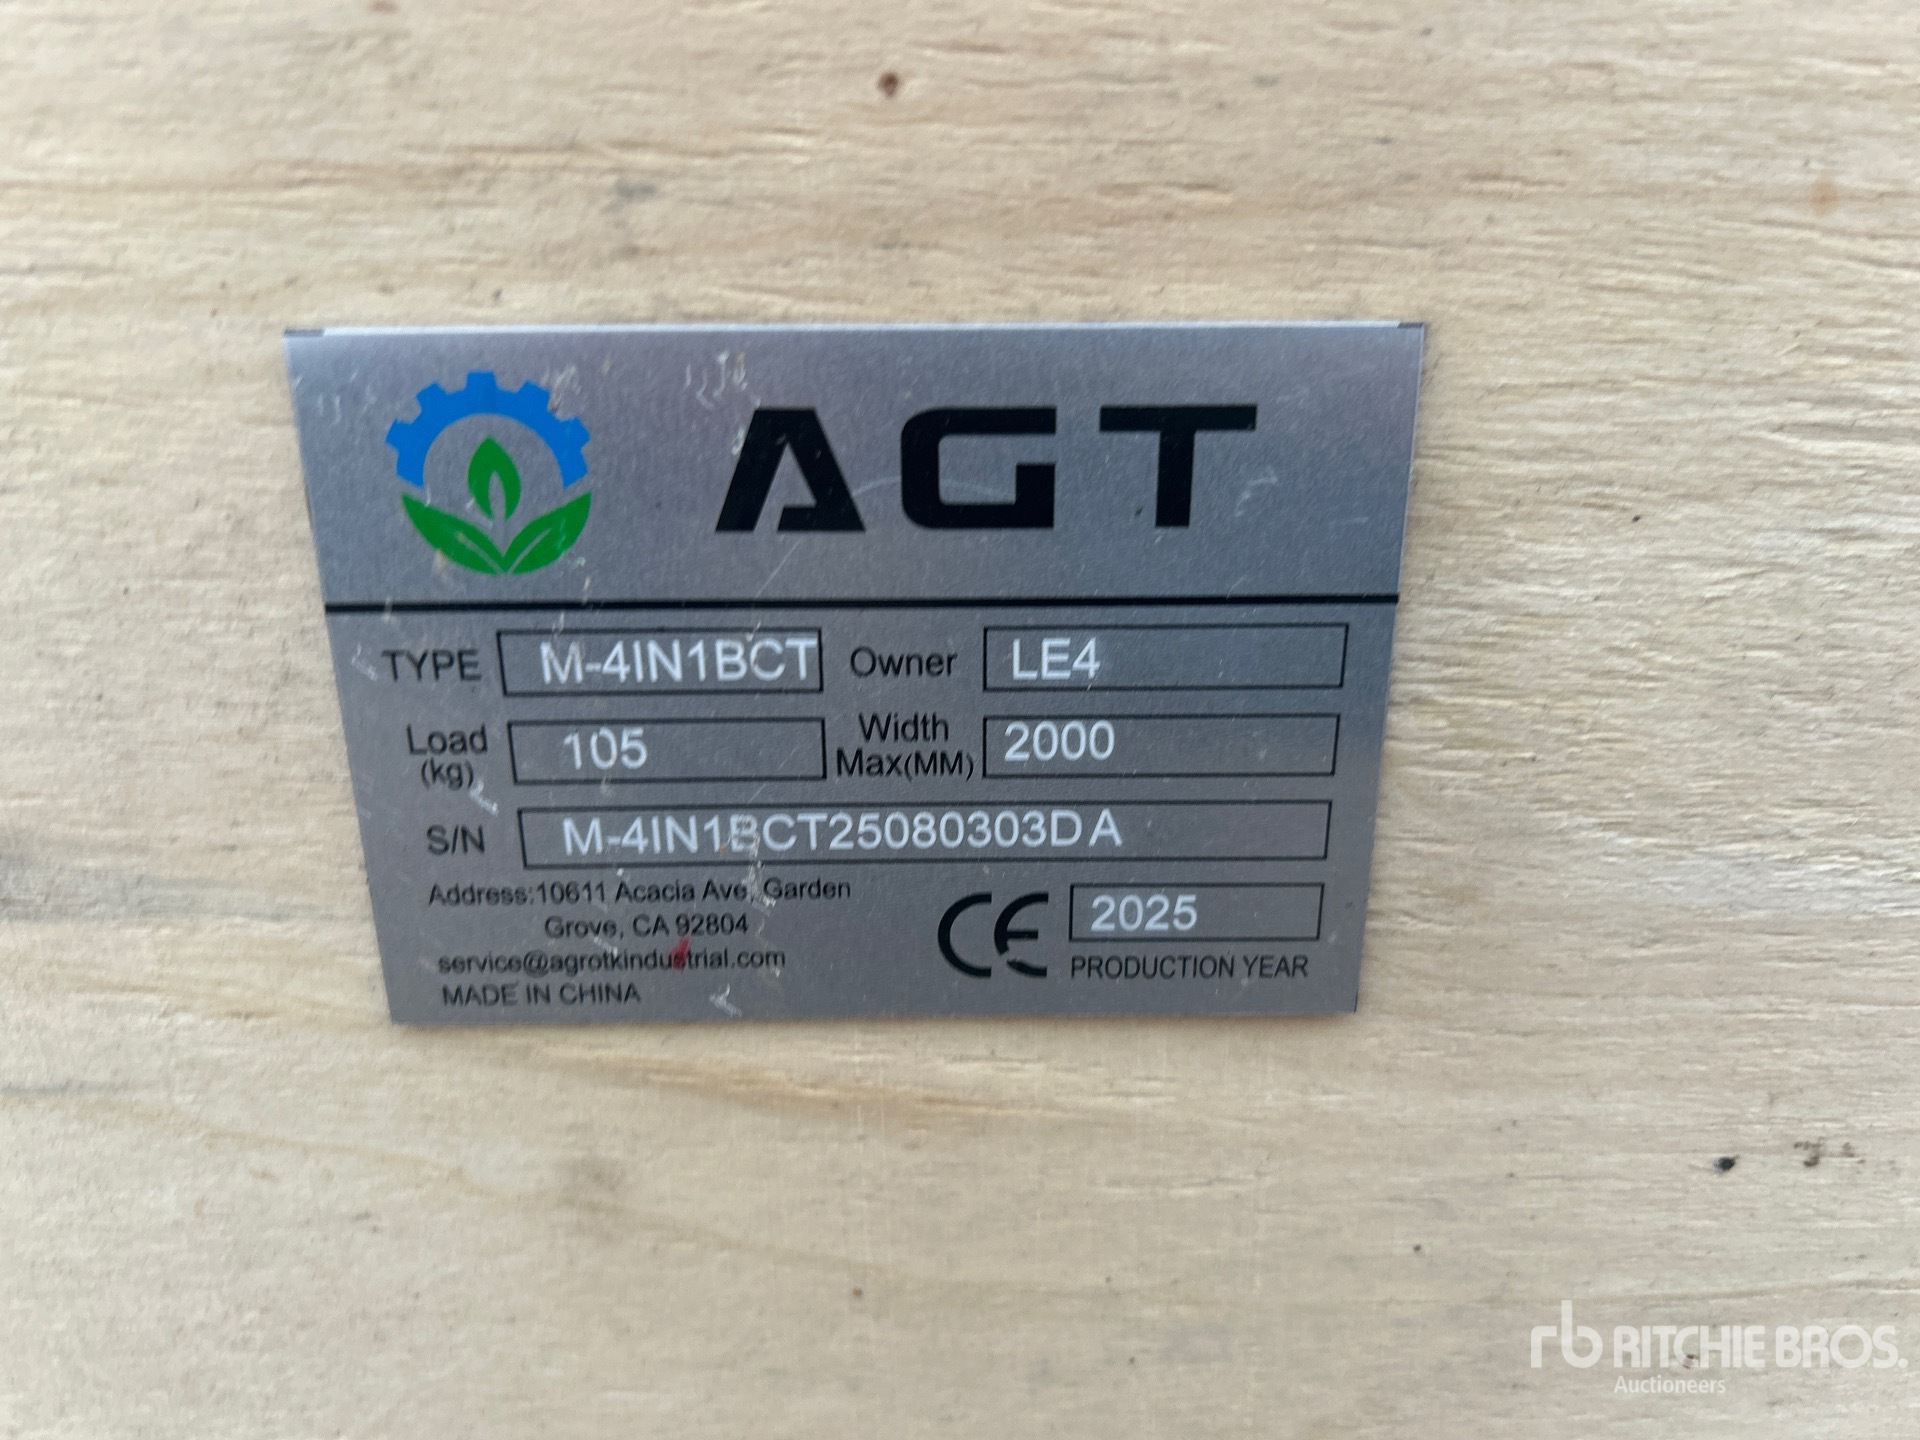 AGT
TYPE M-4IN1BCT Owner LE4
Load (kg) 105 Width Max(MM) 2000
S/N M-4IN1BCT25080303DA
Address:10611 Acacia Ave, Garden
Grove, CA 92804
service@agrotkindustrial.com
MADE IN CHINA
CE 2025
PRODUCTION YEAR
rb RITCHIE BROS.
Auctioneers